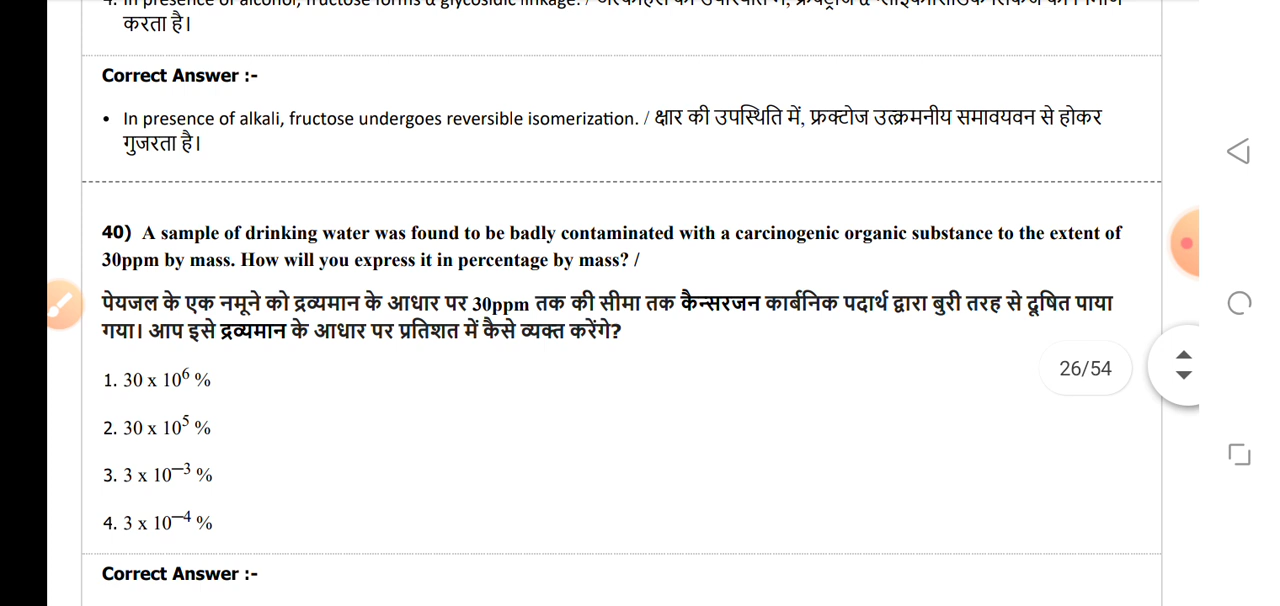 करता है।
Correct Answer :-
• In presence of alkali, fructose undergoes reversible isomerization. / क्षार की उपस्थिति में, फ्रक्टोज उत्क्रमनीय समावयवन से होकर
गुजरता है।
40) A sample of drinking water was found to be badly contaminated with a carcinogenic organic substance to the extent of
30ppm by mass. How will you express it in percentage by mass? /
पेयजल के एक नमूने को द्रव्यमान के आधार पर 30ppm तक की सीमा तक कैन्सरजन कार्बनिक पदार्थ द्वारा बुरी तरह से दूषित पाया
गया। आप इसे द्रव्यमान के आधार पर प्रतिशत में कैसे व्यक्त करेंगे?
1. 30 x 10⁶ %
26/54
2. 30 x 10⁵ %
3. 3 x 10⁻³ %
4. 3 x 10⁻⁴ %
Correct Answer :-